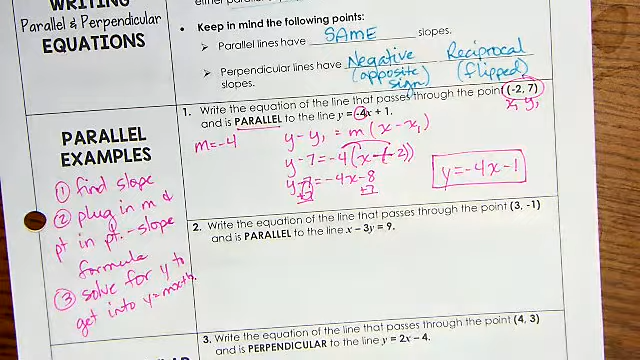 WRITING
Parallel & Perpendicular
EQUATIONS
• Keep in mind the following points:
➤ Parallel lines have SAME slopes.
➤ Perpendicular lines have Negative (opposite sign) Reciprocal (flipped)
slopes.
PARALLEL
EXAMPLES
① find slope
② plug in m &
pt in pt.-slope
formula
③ solve for y to
get into y=mx+b.
1. Write the equation of the line that passes through the point (-2, 7)
and is PARALLEL to the line y = -4x + 1.
x₁ y₁
m=-4
y-y₁ = m(x-x₁)
y-7=-4(x-(-2))
y-7=-4x-8
+7 +7
y=-4x-1
2. Write the equation of the line that passes through the point (3, -1)
and is PARALLEL to the line x – 3y = 9.
3. Write the equation of the line that passes through the point (4, 3)
and is PERPENDICULAR to the line y = 2x – 4.